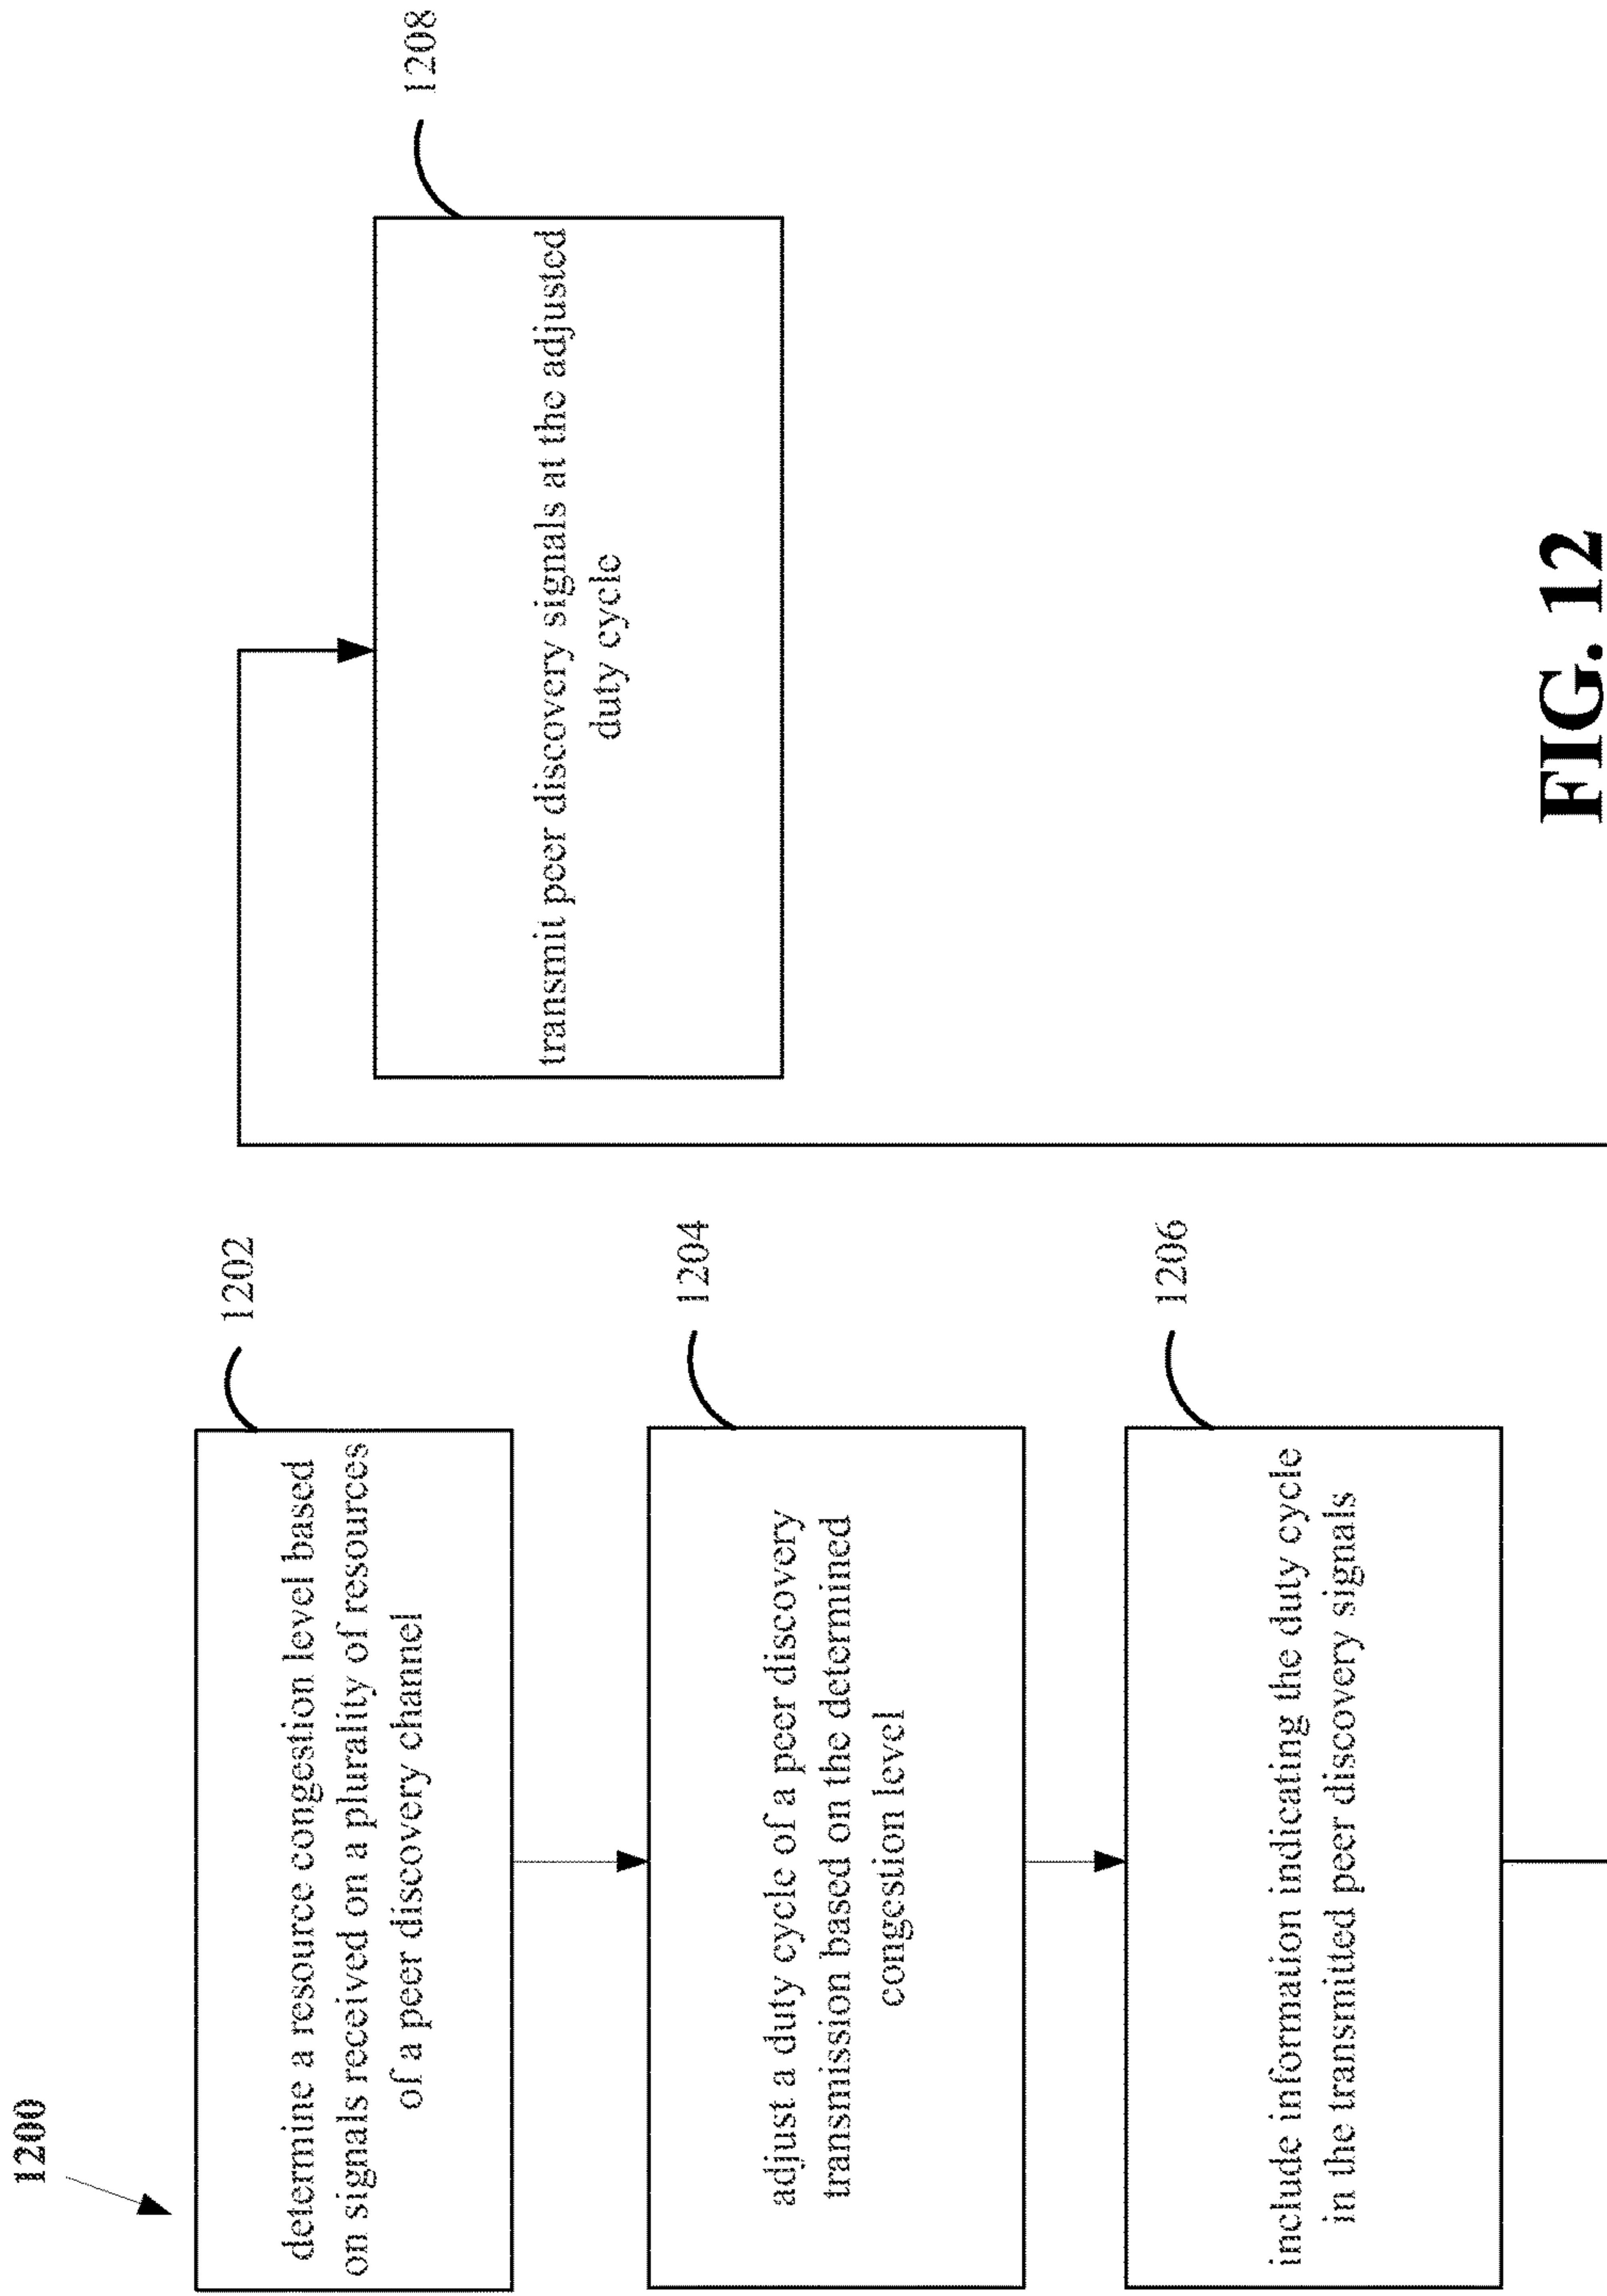 1200
determine a resource congestion level based
on signals received on a plurality of resources
of a peer discovery channel
1202
adjust a duty cycle of a peer discovery
transmission based on the determined
congestion level
1204
include information indicating the duty cycle
in the transmitted peer discovery signals
1206
transmit peer discovery signals at the adjusted
duty cycle
1208
FIG. 12